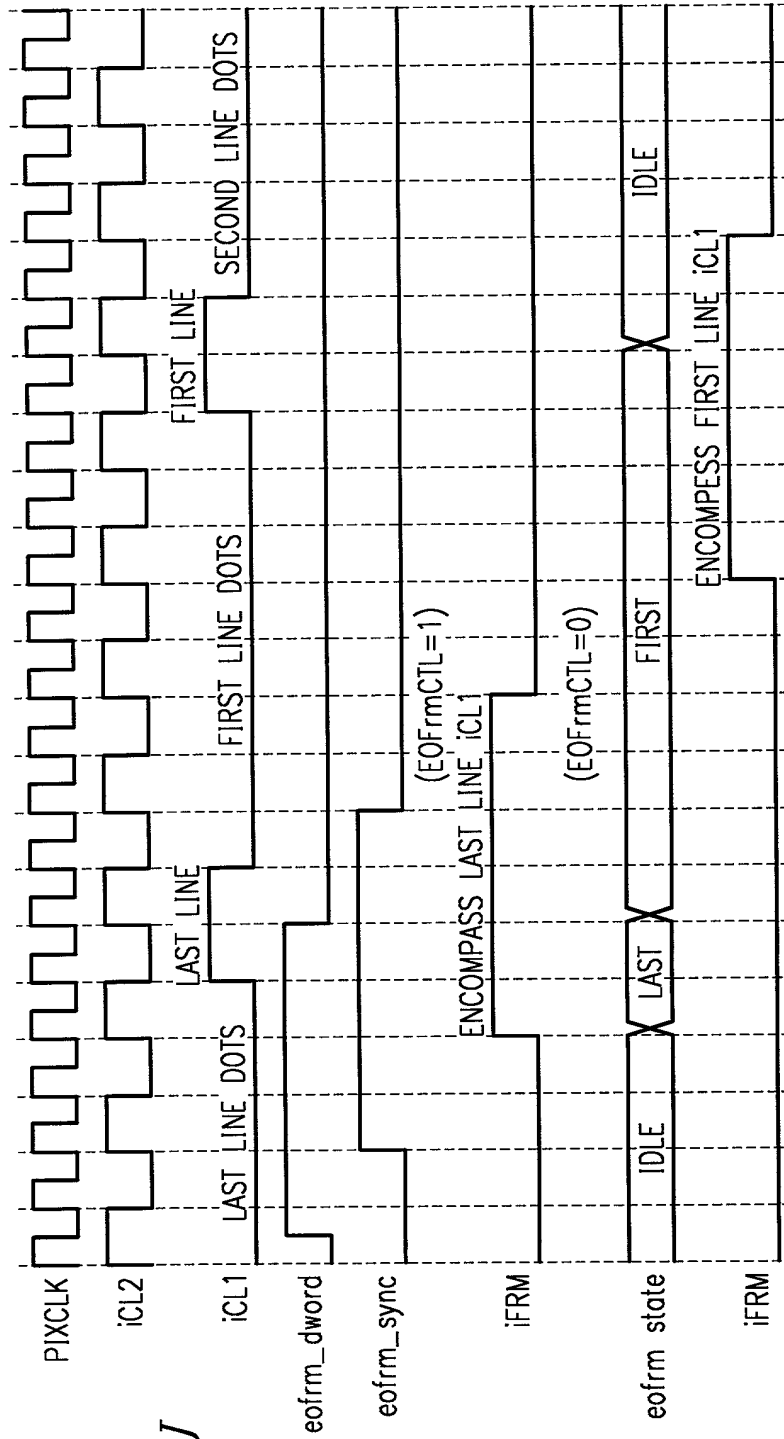 PIXCLK
iCL2
iCL1
LAST LINE DOTS
LAST LINE
FIRST LINE DOTS
FIRST LINE
SECOND LINE DOTS
eofrm_dword
eofrm_sync
(EOFrmCTL=1)
iFRM
ENCOMPASS LAST LINE iCL1
(EOFrmCTL=0)
eofrm state
IDLE
LAST
FIRST
IDLE
iFRM
ENCOMPESS FIRST LINE iCL1
J